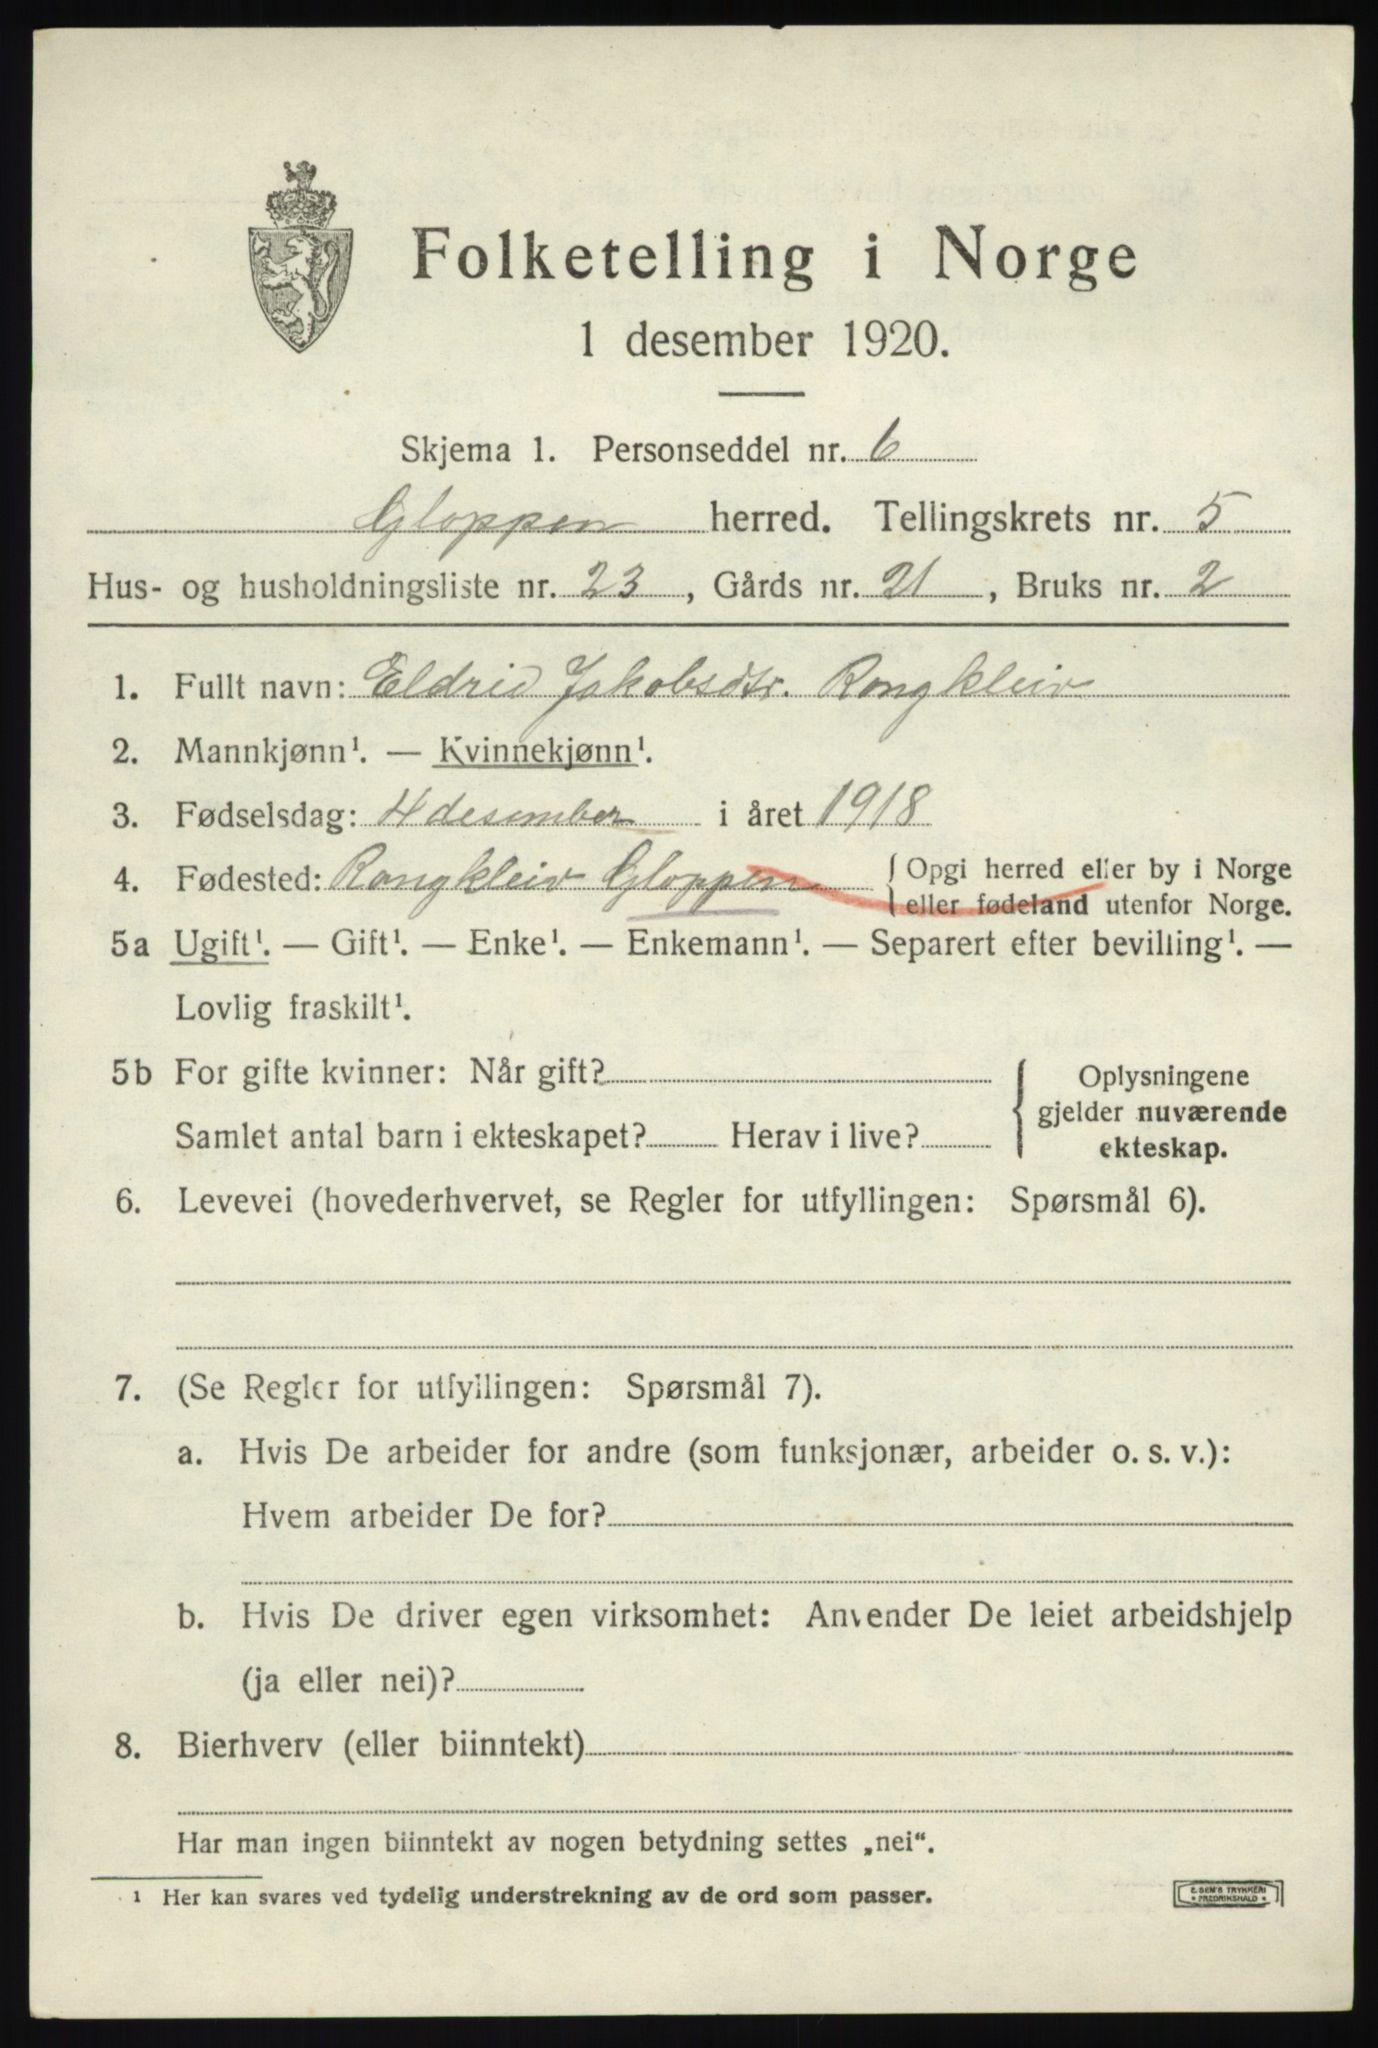 Folketelling i Norge
1 desember 1920.
Skjema 1. Personseddel nr. 6
Gloppen herred. Tellingskrets nr. 5
Hus- og husholdningsliste nr. 23, Gårds nr. 21, Bruks nr. 2
1. Fullt navn: Eldrid Jakobsdtr. Rongkleiv
2. Mannkjønn¹. — Kvinnekjønn¹.
3. Fødselsdag: 4 desember i året 1918
4. Fødested: Rongkleiv Gloppen { Opgi herred eller by i Norge
eller fødeland utenfor Norge.
5a Ugift¹. — Gift¹. — Enke¹. — Enkemann¹. — Separert efter bevilling¹. —
Lovlig fraskilt¹.
5b For gifte kvinner: Når gift?
Samlet antal barn i ekteskapet? Herav i live?
Oplysningene
gjelder nuværende
ekteskap.
6. Levevei (hovederhvervet, se Regler for utfyllingen: Spørsmål 6).
7. (Se Regler for utfyllingen: Spørsmål 7).
a. Hvis De arbeider for andre (som funksjonær, arbeider o. s. v.):
Hvem arbeider De for?
b. Hvis De driver egen virksomhet: Anvender De leiet arbeidshjelp
(ja eller nei)?
8. Bierhverv (eller biinntekt)
Har man ingen biinntekt av nogen betydning settes „nei“.
¹ Her kan svares ved tydelig understrekning av de ord som passer.
E. SEM'S TRYKKERI
• FREDRIKSHALD •